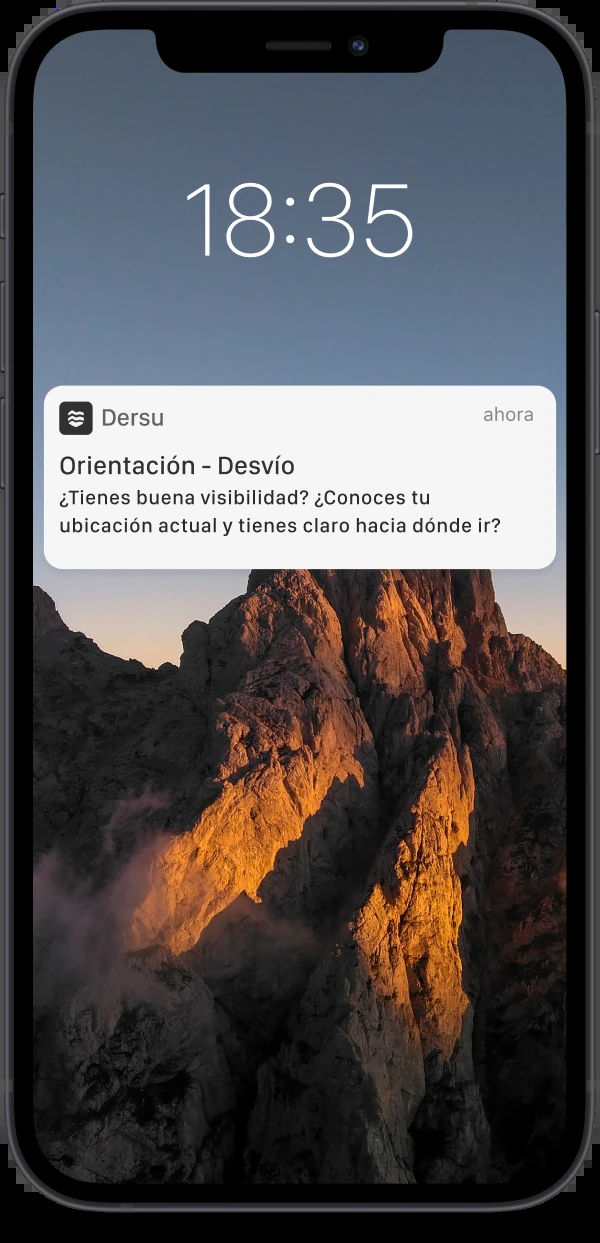 18:35
Dersu
ahora
Orientación - Desvío
¿Tienes buena visibilidad? ¿Conoces tu
ubicación actual y tienes claro hacia dónde ir?